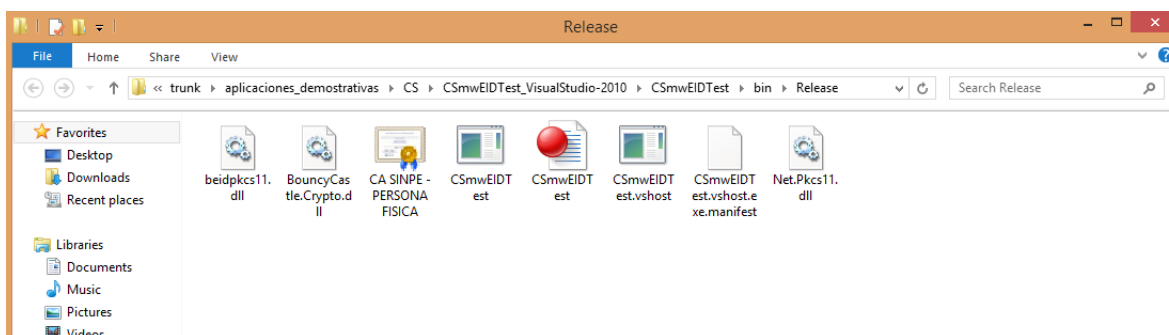 Release
File Home Share View
« trunk aplicaciones_demostrativas CS CSmwEIDTest_VisualStudio-2010 CSmwEIDTest bin Release Search Release
Favorites
Desktop
Downloads
Recent places
Libraries
Documents
Music
Pictures
Videos
beidpkcs11.
dll
BouncyCas
tle.Crypto.d
ll
CA SINPE -
PERSONA
FISICA
CSmwEIDT
est
CSmwEIDT
est
CSmwEIDT
est.vshost
CSmwEIDT
est.vshost.e
xe.manifest
Net.Pkcs11.
dll